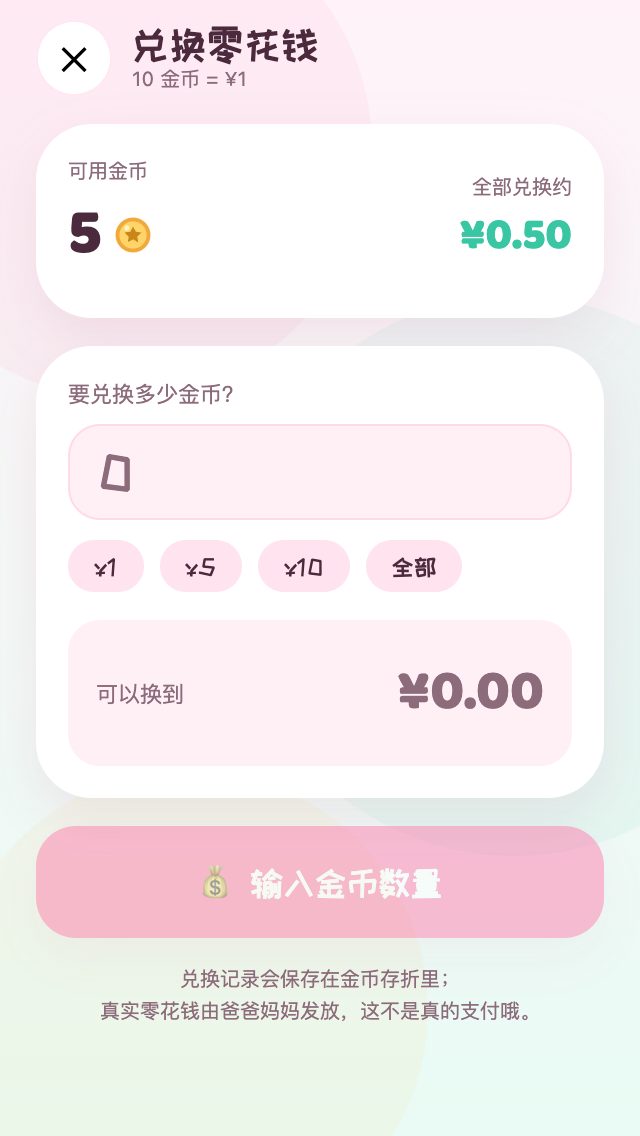 兑换零花钱
10 金币 = ¥1
可用金币
全部兑换约
5
¥0.50
要兑换多少金币?
0
¥1 ¥5 ¥10 全部
可以换到 ¥0.00
输入金币数量
兑换记录会保存在金币存折里；
真实零花钱由爸爸妈妈发放，这不是真的支付哦。